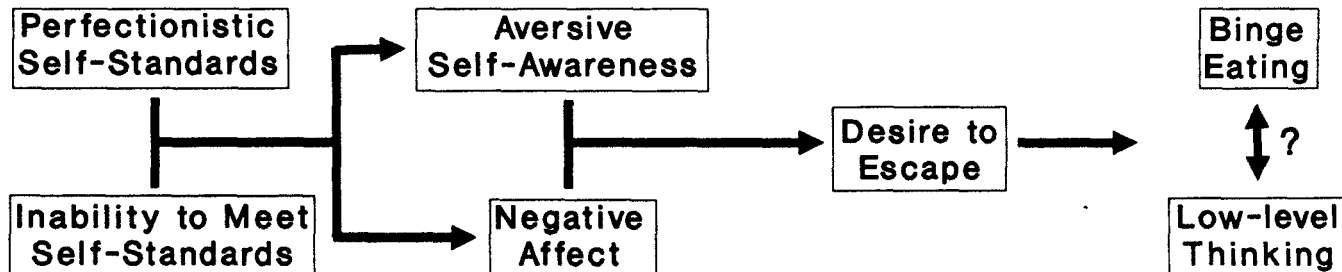 Perfectionistic
Self-Standards
Inability to Meet
Self-Standards
Aversive
Self-Awareness
Negative
Affect
Desire to
Escape
Binge
Eating
?
Low-level
Thinking